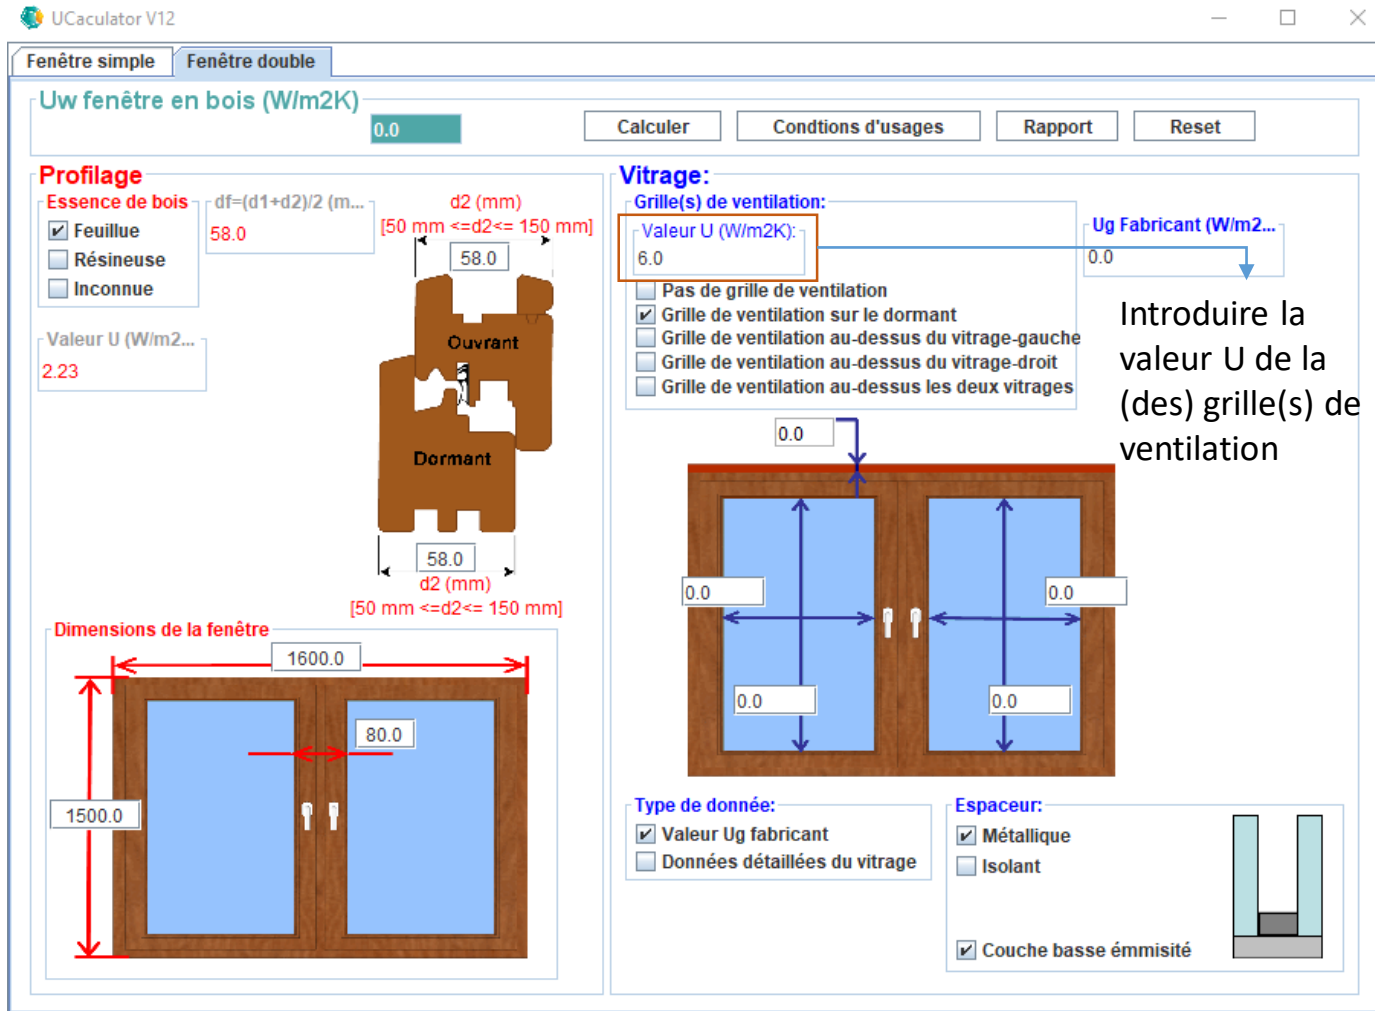 UCaculator V12
Fenêtre simple
Fenêtre double
Uw fenêtre en bois (W/m2K)
0.0
Calculer
Condtions d'usages
Rapport
Reset
Profilage
Essence de bois
Feuillue
Résineuse
Inconnue
df=(d1+d2)/2 (m...
58.0
Valeur U (W/m2...
2.23
d2 (mm)
[50 mm <=d2<= 150 mm]
58.0
Ouvrant
Dormant
58.0
d2 (mm)
[50 mm <=d2<= 150 mm]
Dimensions de la fenêtre
1600.0
80.0
1500.0
Vitrage:
Grille(s) de ventilation:
Valeur U (W/m2K):
6.0
Pas de grille de ventilation
Grille de ventilation sur le dormant
Grille de ventilation au-dessus du vitrage-gauche
Grille de ventilation au-dessus du vitrage-droit
Grille de ventilation au-dessus les deux vitrages
Ug Fabricant (W/m2...
0.0
Introduire la
valeur U de la
(des) grille(s) de
ventilation
0.0
0.0
0.0
0.0
0.0
Type de donnée:
Valeur Ug fabricant
Données détaillées du vitrage
Espaceur:
Métallique
Isolant
Couche basse émmisité